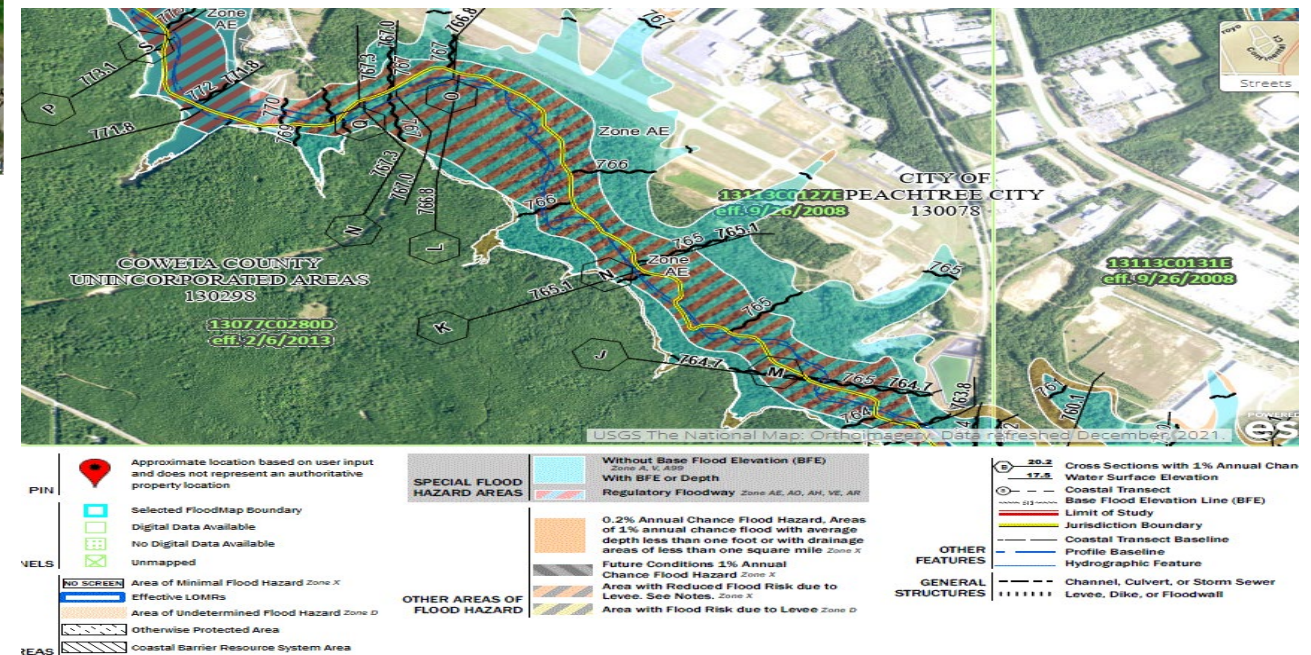 773
Zone
AE
S
773.1
P
772
771.8
771.8
770
769
Q
767.3
767.0
767
767
766.8
O
767.3
767.0
766.8
N
L
767
Zone AE
766
766
CITY OF
PEACHTREE CITY
130078
13113C0127E
eff. 9/26/2008
Streets
COWETA COUNTY
UNINCORPORATED AREAS
130298
13077C0280D
eff. 2/6/2013
765
765.1
Zone
AE
N
765.1
K
765
765
J
764.7
M
765
764.7
764
763.8
13113C0131E
eff. 9/26/2008
761
760.1
POWERED
es
USGS The National Map: Orthoimagery. Data refreshed December, 2021.
PIN
Approximate location based on user input
and does not represent an authoritative
property location
Selected FloodMap Boundary
Digital Data Available
No Digital Data Available
Unmapped
NELS
NO SCREEN Area of Minimal Flood Hazard Zone X
Effective LOMRs
Area of Undetermined Flood Hazard Zone D
Otherwise Protected Area
Coastal Barrier Resource System Area
REAS
SPECIAL FLOOD
HAZARD AREAS
Without Base Flood Elevation (BFE)
Zone A, V, A99
With BFE or Depth
Regulatory Floodway Zone AE, AO, AH, VE, AR
OTHER AREAS OF
FLOOD HAZARD
0.2% Annual Chance Flood Hazard, Areas
of 1% annual chance flood with average
depth less than one foot or with drainage
areas of less than one square mile Zone X
Future Conditions 1% Annual
Chance Flood Hazard Zone X
Area with Reduced Flood Risk due to
Levee. See Notes. Zone X
Area with Flood Risk due to Levee Zone D
OTHER
FEATURES
B 20.2 Cross Sections with 1% Annual Chan
17.5 Water Surface Elevation
Coastal Transect
Base Flood Elevation Line (BFE)
Limit of Study
Jurisdiction Boundary
Coastal Transect Baseline
Profile Baseline
Hydrographic Feature
GENERAL
STRUCTURES
Channel, Culvert, or Storm Sewer
Levee, Dike, or Floodwall